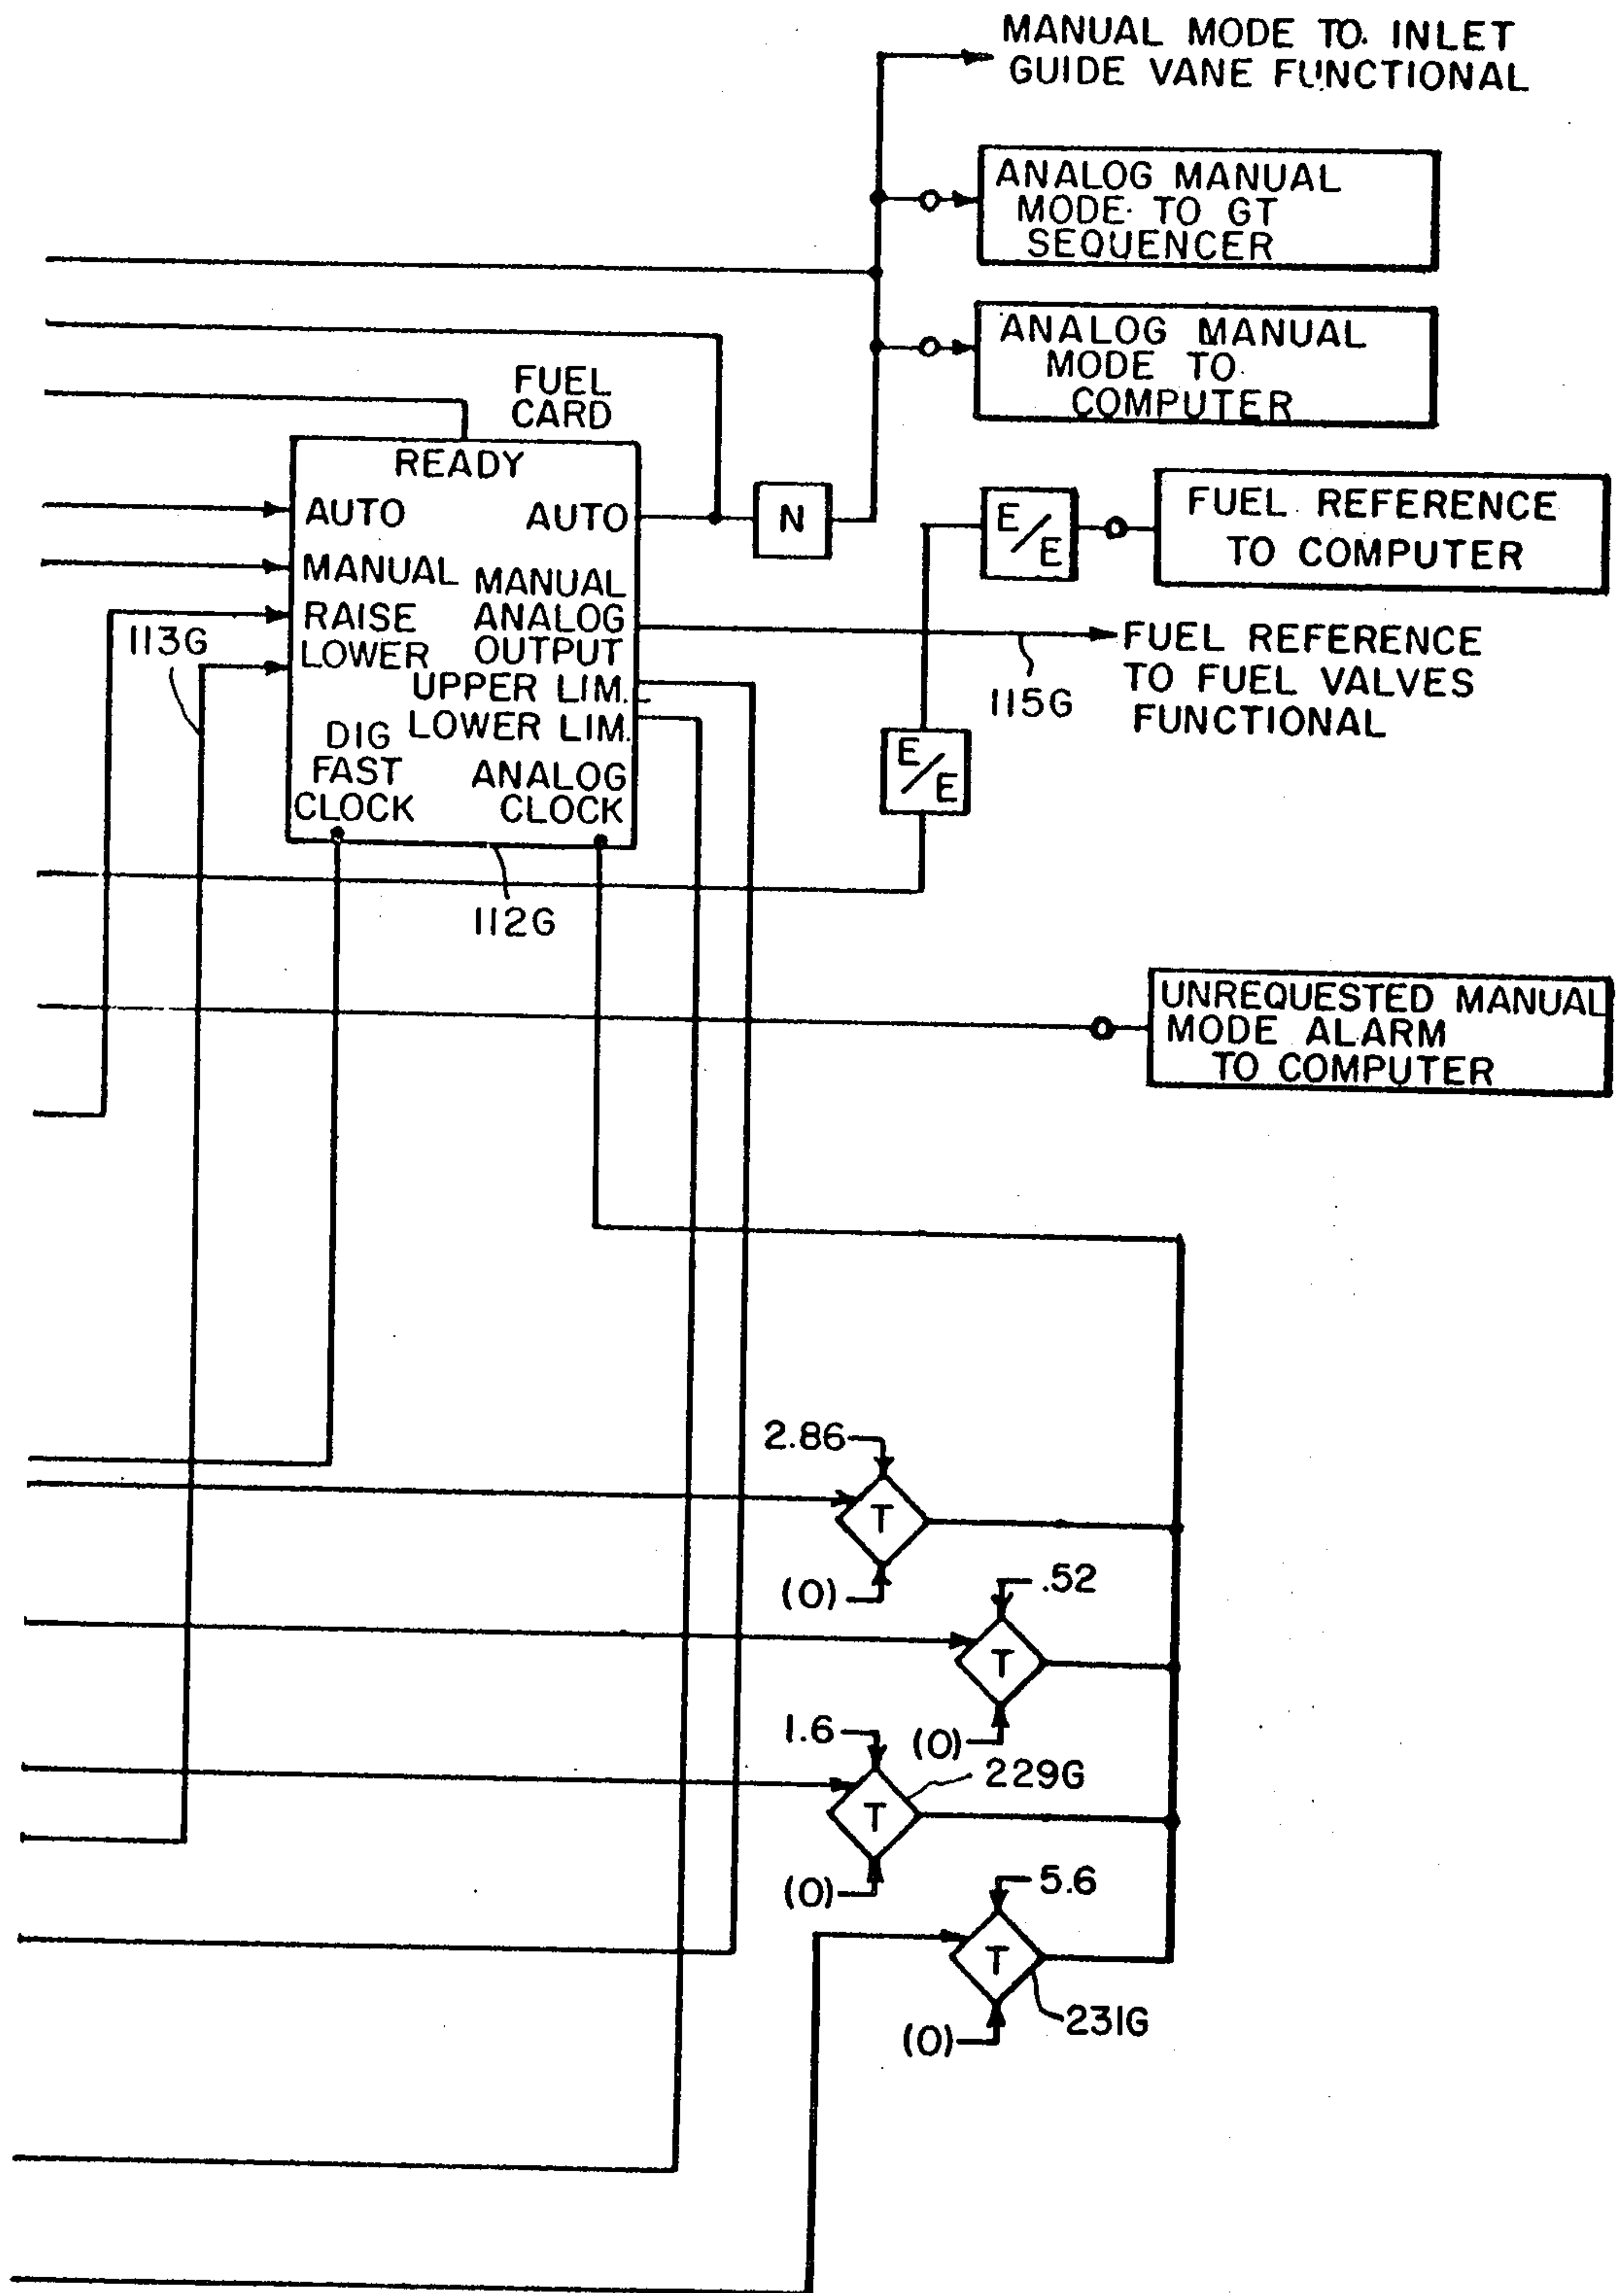 MANUAL MODE TO INLET
GUIDE VANE FUNCTIONAL
ANALOG MANUAL
MODE TO GT
SEQUENCER
ANALOG MANUAL
MODE TO
COMPUTER
FUEL
CARD
READY
AUTO
AUTO
N
E/E
FUEL REFERENCE
TO COMPUTER
MANUAL
MANUAL
ANALOG
OUTPUT
RAISE
LOWER
113G
UPPER LIM.
LOWER LIM.
115G
FUEL REFERENCE
TO FUEL VALVES
FUNCTIONAL
DIG
FAST
CLOCK
ANALOG
CLOCK
E/E
112G
UNREQUESTED MANUAL
MODE ALARM
TO COMPUTER
2.86
T
(0)
.52
T
(0)
1.6
229G
T
(0)
5.6
T
231G
(0)